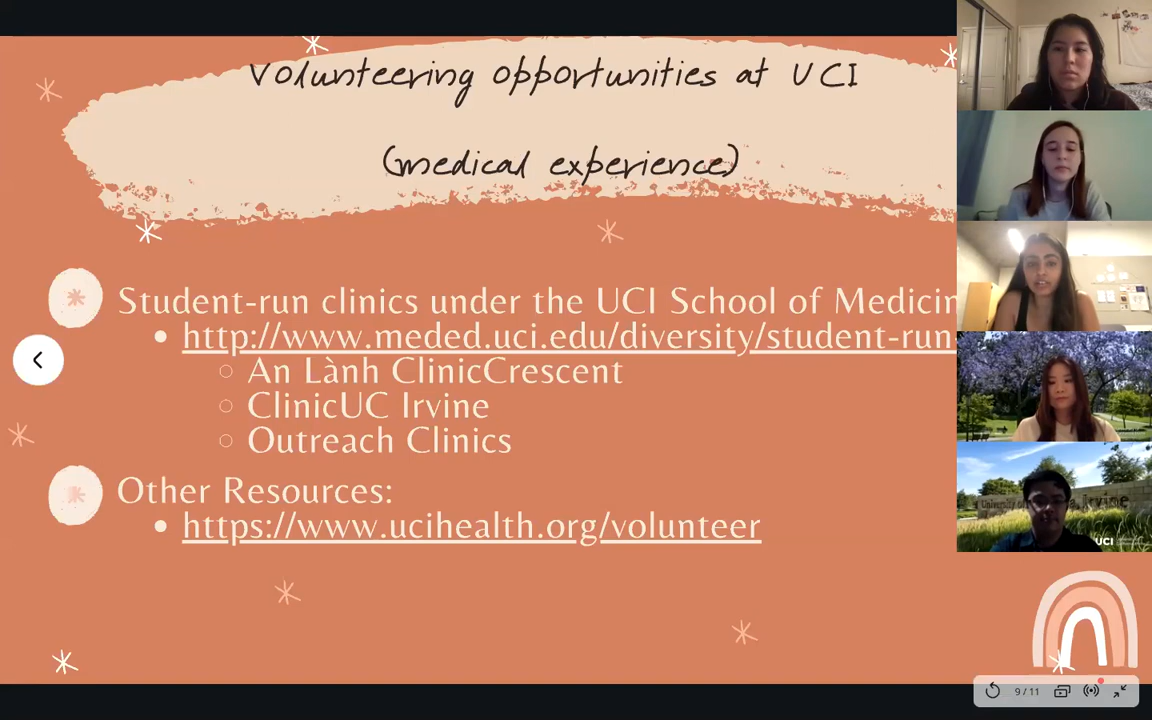 Volunteering opportunities at UCI
(medical experience)
Student-run clinics under the UCI School of Medicin
http://www.meded.uci.edu/diversity/student-run
An Lành ClinicCrescent
ClinicUC Irvine
Outreach Clinics
Other Resources:
https://www.ucihealth.org/volunteer
Irvine
UCI
9 / 11